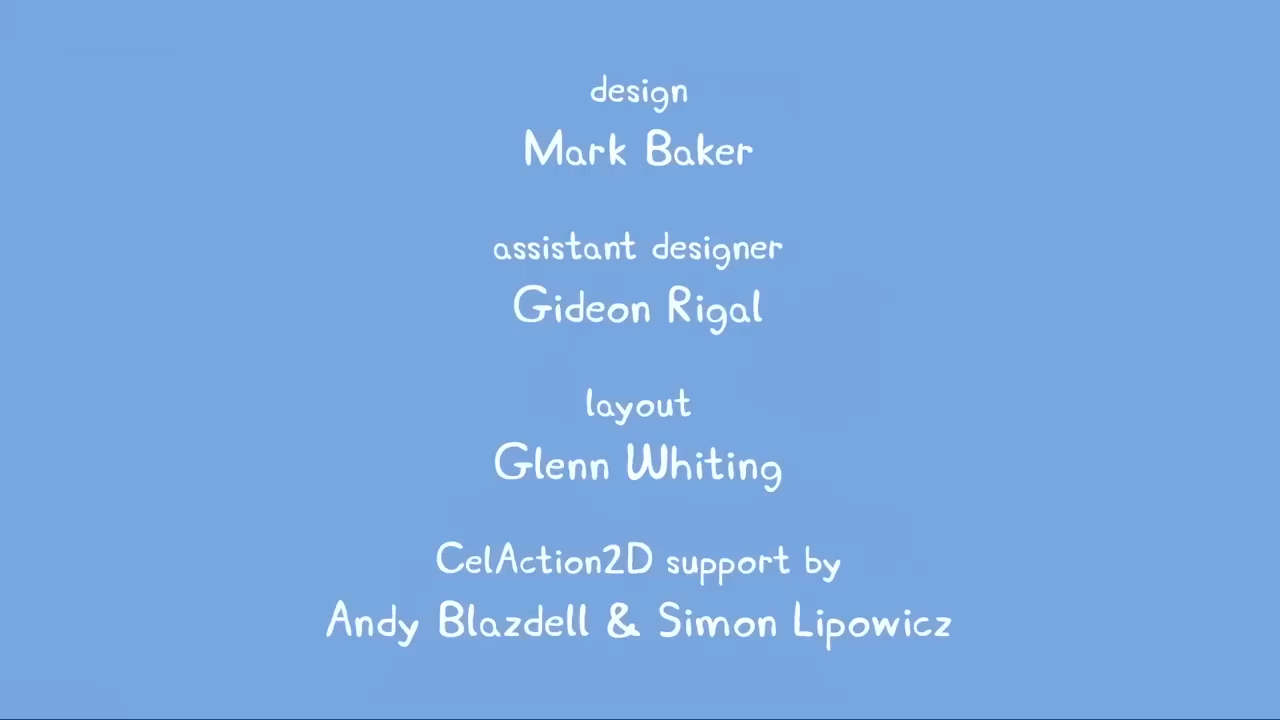 design
Mark Baker
assistant designer
Gideon Rigal
layout
Glenn Whiting
CelAction2D support by
Andy Blazdell & Simon Lipowicz